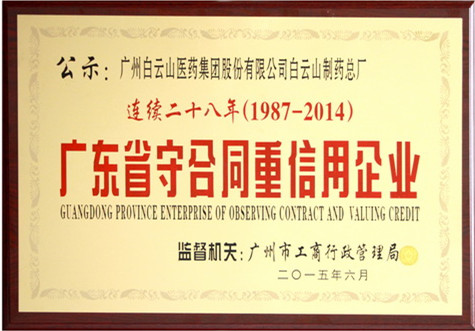 公示：广州白云山医药集团股份有限公司白云山制药总厂
连续二十八年(1987-2014)
广东省守合同重信用企业
GUANGDONG PROVINCE ENTERPRISE OF OBSERVING CONTRACT AND VALUING CREDIT
监督机关：广州市工商行政管理局
二〇一五年六月